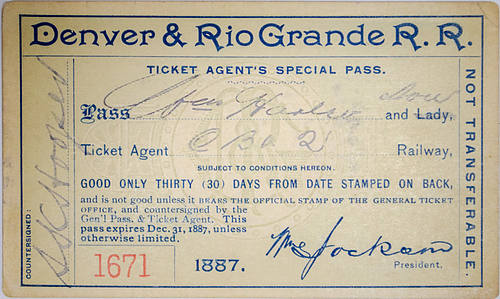 Denver & Rio Grande R. R.
TICKET AGENT'S SPECIAL PASS.
Pass and Lady,
Ticket Agent C B & Q Railway,
SUBJECT TO CONDITIONS HEREON.
GOOD ONLY THIRTY (30) DAYS FROM DATE STAMPED ON BACK,
and is not good unless it BEARS THE OFFICIAL STAMP OF THE GENERAL TICKET
OFFICE, and countersigned by the
Gen'l Pass. & Ticket Agent. This
pass expires Dec. 31, 1887, unless
otherwise limited.
1671
1887.
President.
COUNTERSIGNED: S K Hooper
NOT TRANSFERABLE.